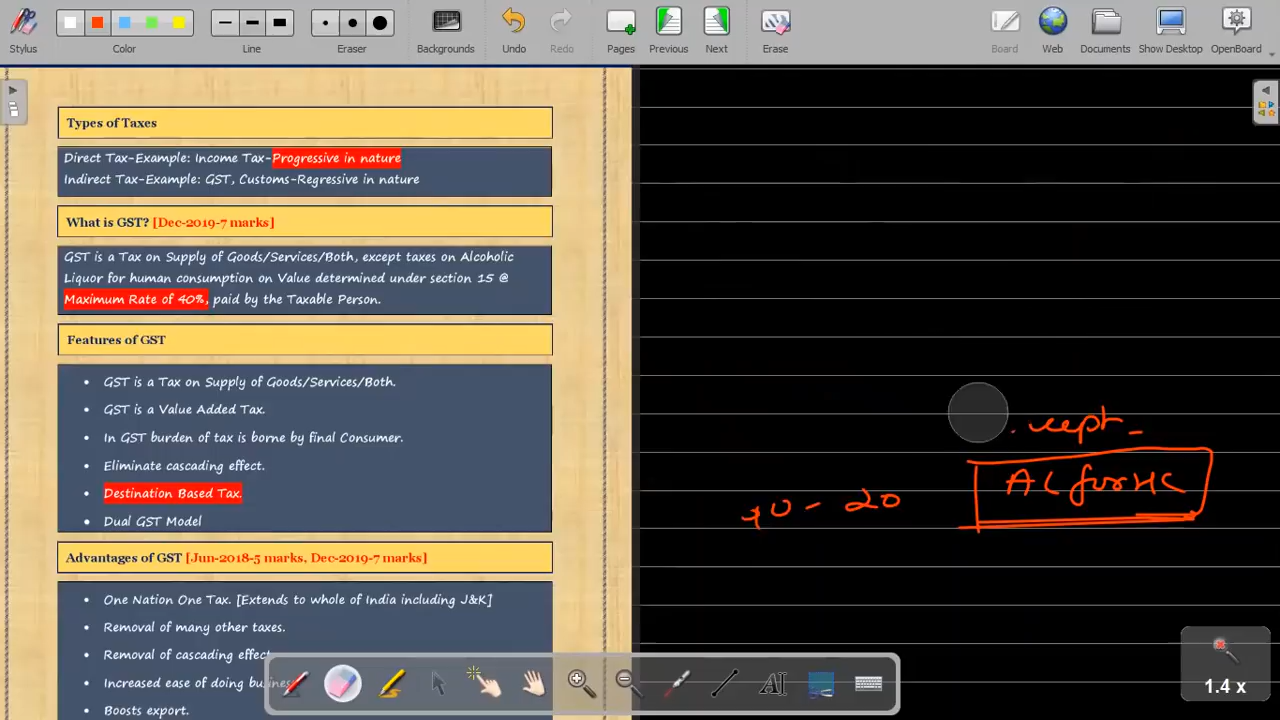 Stylus
Color
Line
Eraser
Backgrounds
Undo
Redo
Pages
Previous
Next
Erase
Board
Web
Documents
Show Desktop
OpenBoard
Types of Taxes
Direct Tax-Example: Income Tax-Progressive in nature
Indirect Tax-Example: GST, Customs-Regressive in nature
What is GST? [Dec-2019-7 marks]
GST is a Tax on Supply of Goods/Services/Both, except taxes on Alcoholic
Liquor for human consumption on Value determined under section 15 @
Maximum Rate of 40%, paid by the Taxable Person.
Features of GST
• GST is a Tax on Supply of Goods/Services/Both.
• GST is a Value Added Tax.
• In GST burden of tax is borne by final Consumer.
• Eliminate cascading effect.
• Destination Based Tax.
• Dual GST Model
Advantages of GST [Jun-2018-5 marks, Dec-2019-7 marks]
• One Nation One Tax. [Extends to whole of India including J&K]
• Removal of many other taxes.
• Removal of cascading effect
• Increased ease of doing busine
• Boosts export.
cept
AL for HC
40 - 20
1.4 x